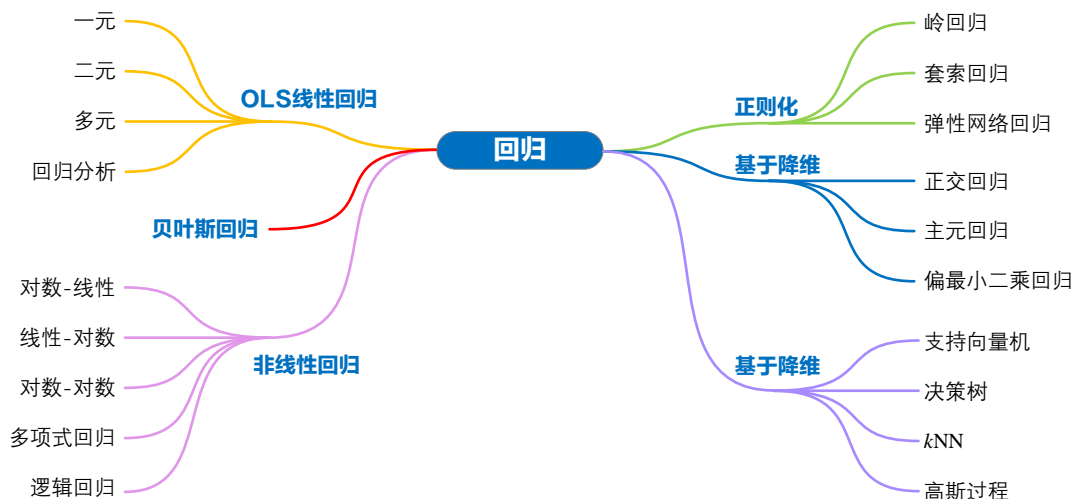 回归
OLS线性回归
一元
二元
多元
回归分析
贝叶斯回归
非线性回归
对数-线性
线性-对数
对数-对数
多项式回归
逻辑回归
正则化
岭回归
套索回归
弹性网络回归
基于降维
正交回归
主元回归
偏最小二乘回归
基于降维
支持向量机
决策树
kNN
高斯过程